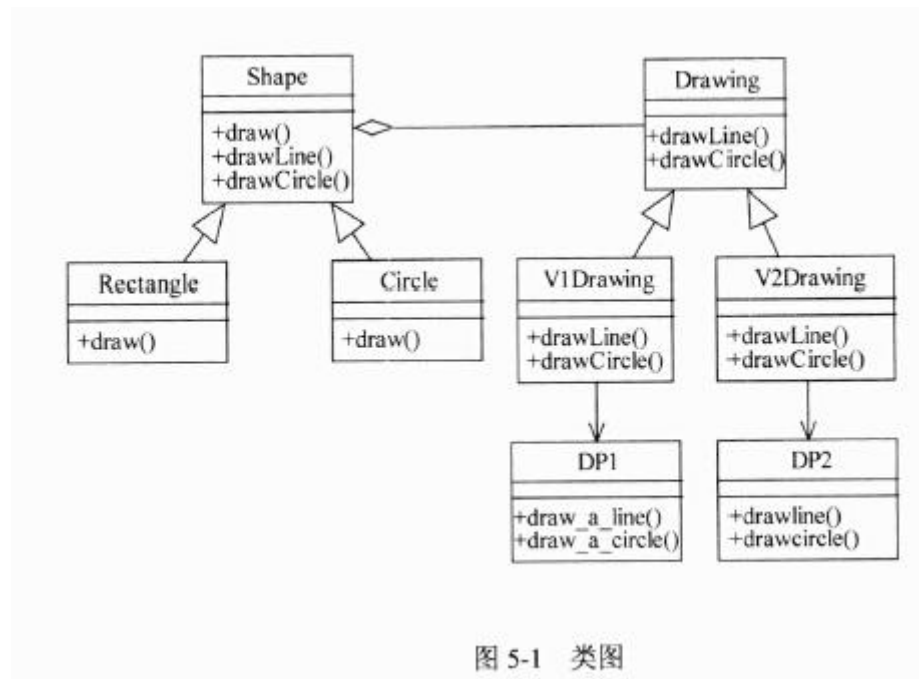 Shape
+draw()
+drawLine()
+drawCircle()
Drawing
+drawLine()
+drawCircle()
Rectangle
+draw()
Circle
+draw()
V1Drawing
+drawLine()
+drawCircle()
V2Drawing
+drawLine()
+drawCircle()
DP1
+draw_a_line()
+draw_a_circle()
DP2
+drawline()
+drawcircle()
图 5-1 类图